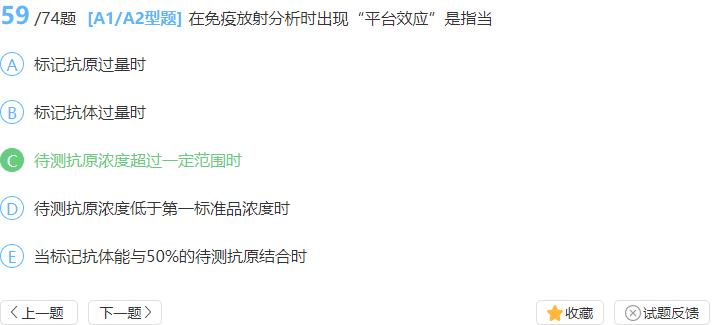 59 /74题 [A1/A2型题] 在免疫放射分析时出现“平台效应”是指当
A 标记抗原过量时
B 标记抗体过量时
C 待测抗原浓度超过一定范围时
D 待测抗原浓度低于第一标准品浓度时
E 当标记抗体能与50%的待测抗原结合时
上一题 下一题 收藏 试题反馈